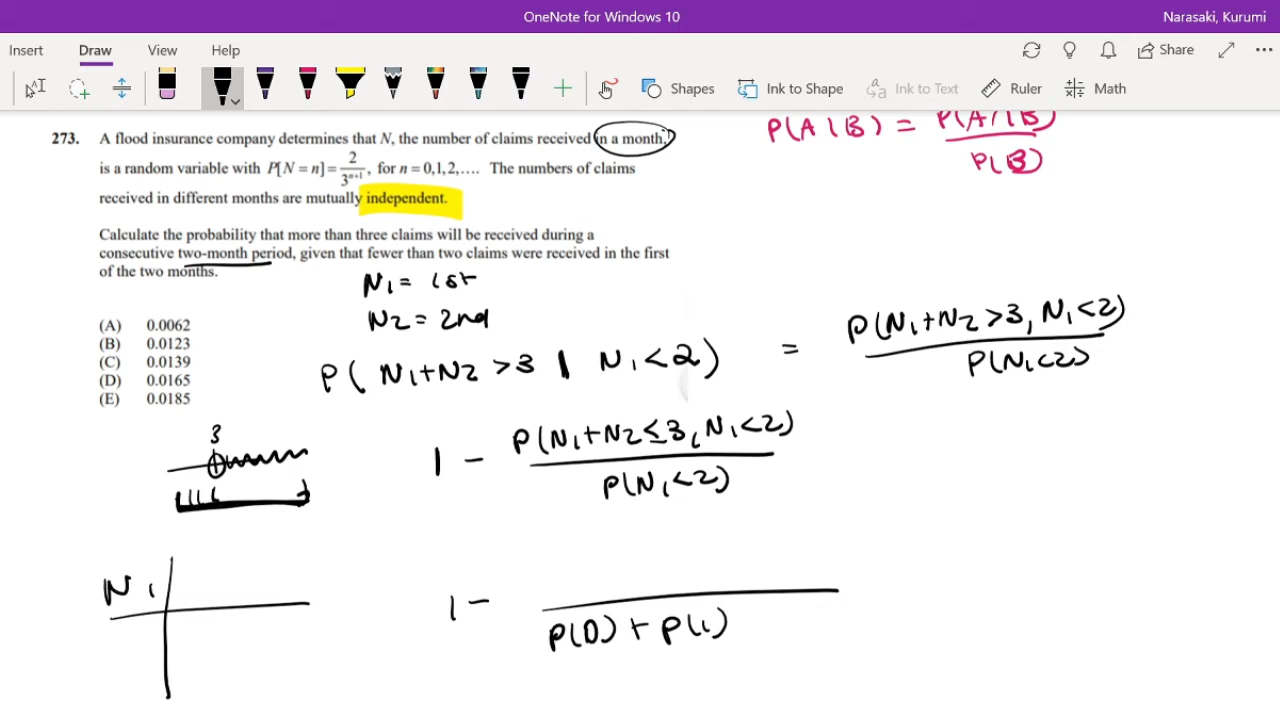 OneNote for Windows 10
Narasaki, Kurumi
Insert Draw View Help
Share
Shapes Ink to Shape Ink to Text Ruler Math
P(A|B) = P(A∩B) / P(B)
273. A flood insurance company determines that N, the number of claims received in a month,
is a random variable with P[N = n] = 2/3^(n+1), for n = 0,1,2,.... The numbers of claims
received in different months are mutually independent.
Calculate the probability that more than three claims will be received during a
consecutive two-month period, given that fewer than two claims were received in the first
of the two months.
N1 = 1st
N2 = 2nd
(A) 0.0062
(B) 0.0123
(C) 0.0139
(D) 0.0165
(E) 0.0185
P( N1+N2 >3 | N1<2) = P(N1+N2>3, N1<2) / P(N1<2)
3
1 - P(N1+N2≤3, N1<2) / P(N1<2)
N1
1 -
P(0) + P(1)